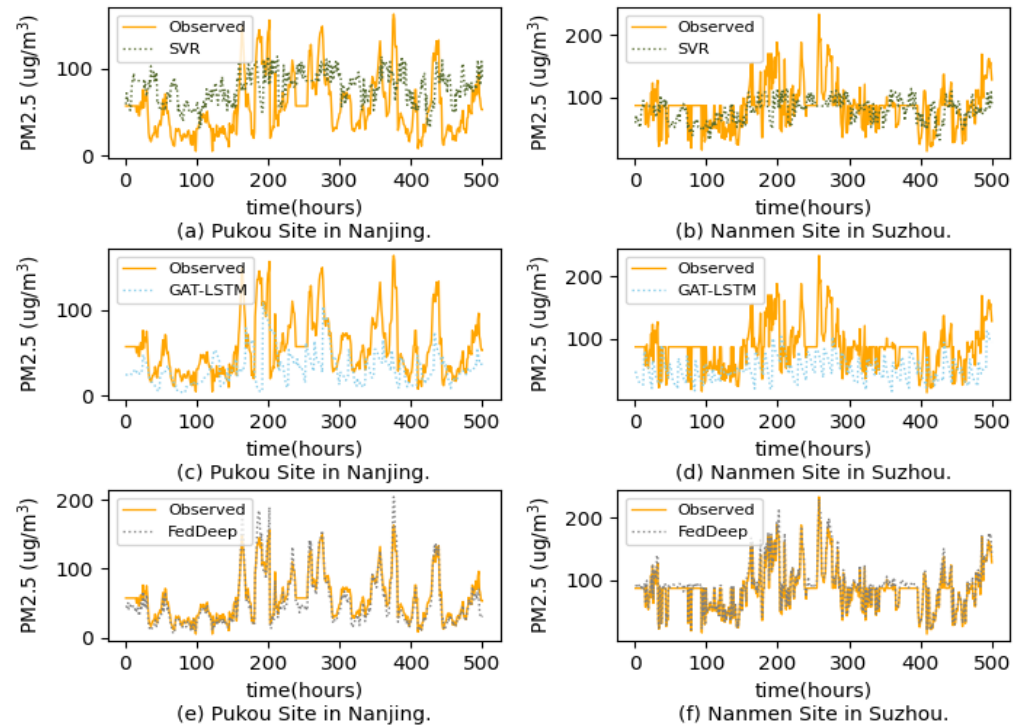 PM2.5 (ug/m³)
100
0
Observed
SVR
0 100 200 300 400 500
time(hours)
(a) Pukou Site in Nanjing.
PM2.5 (ug/m³)
200
100
Observed
SVR
0 100 200 300 400 500
time(hours)
(b) Nanmen Site in Suzhou.
PM2.5 (ug/m³)
100
0
Observed
GAT-LSTM
0 100 200 300 400 500
time(hours)
(c) Pukou Site in Nanjing.
PM2.5 (ug/m³)
200
100
Observed
GAT-LSTM
0 100 200 300 400 500
time(hours)
(d) Nanmen Site in Suzhou.
PM2.5 (ug/m³)
200
100
0
Observed
FedDeep
0 100 200 300 400 500
time(hours)
(e) Pukou Site in Nanjing.
PM2.5 (ug/m³)
200
100
Observed
FedDeep
0 100 200 300 400 500
time(hours)
(f) Nanmen Site in Suzhou.